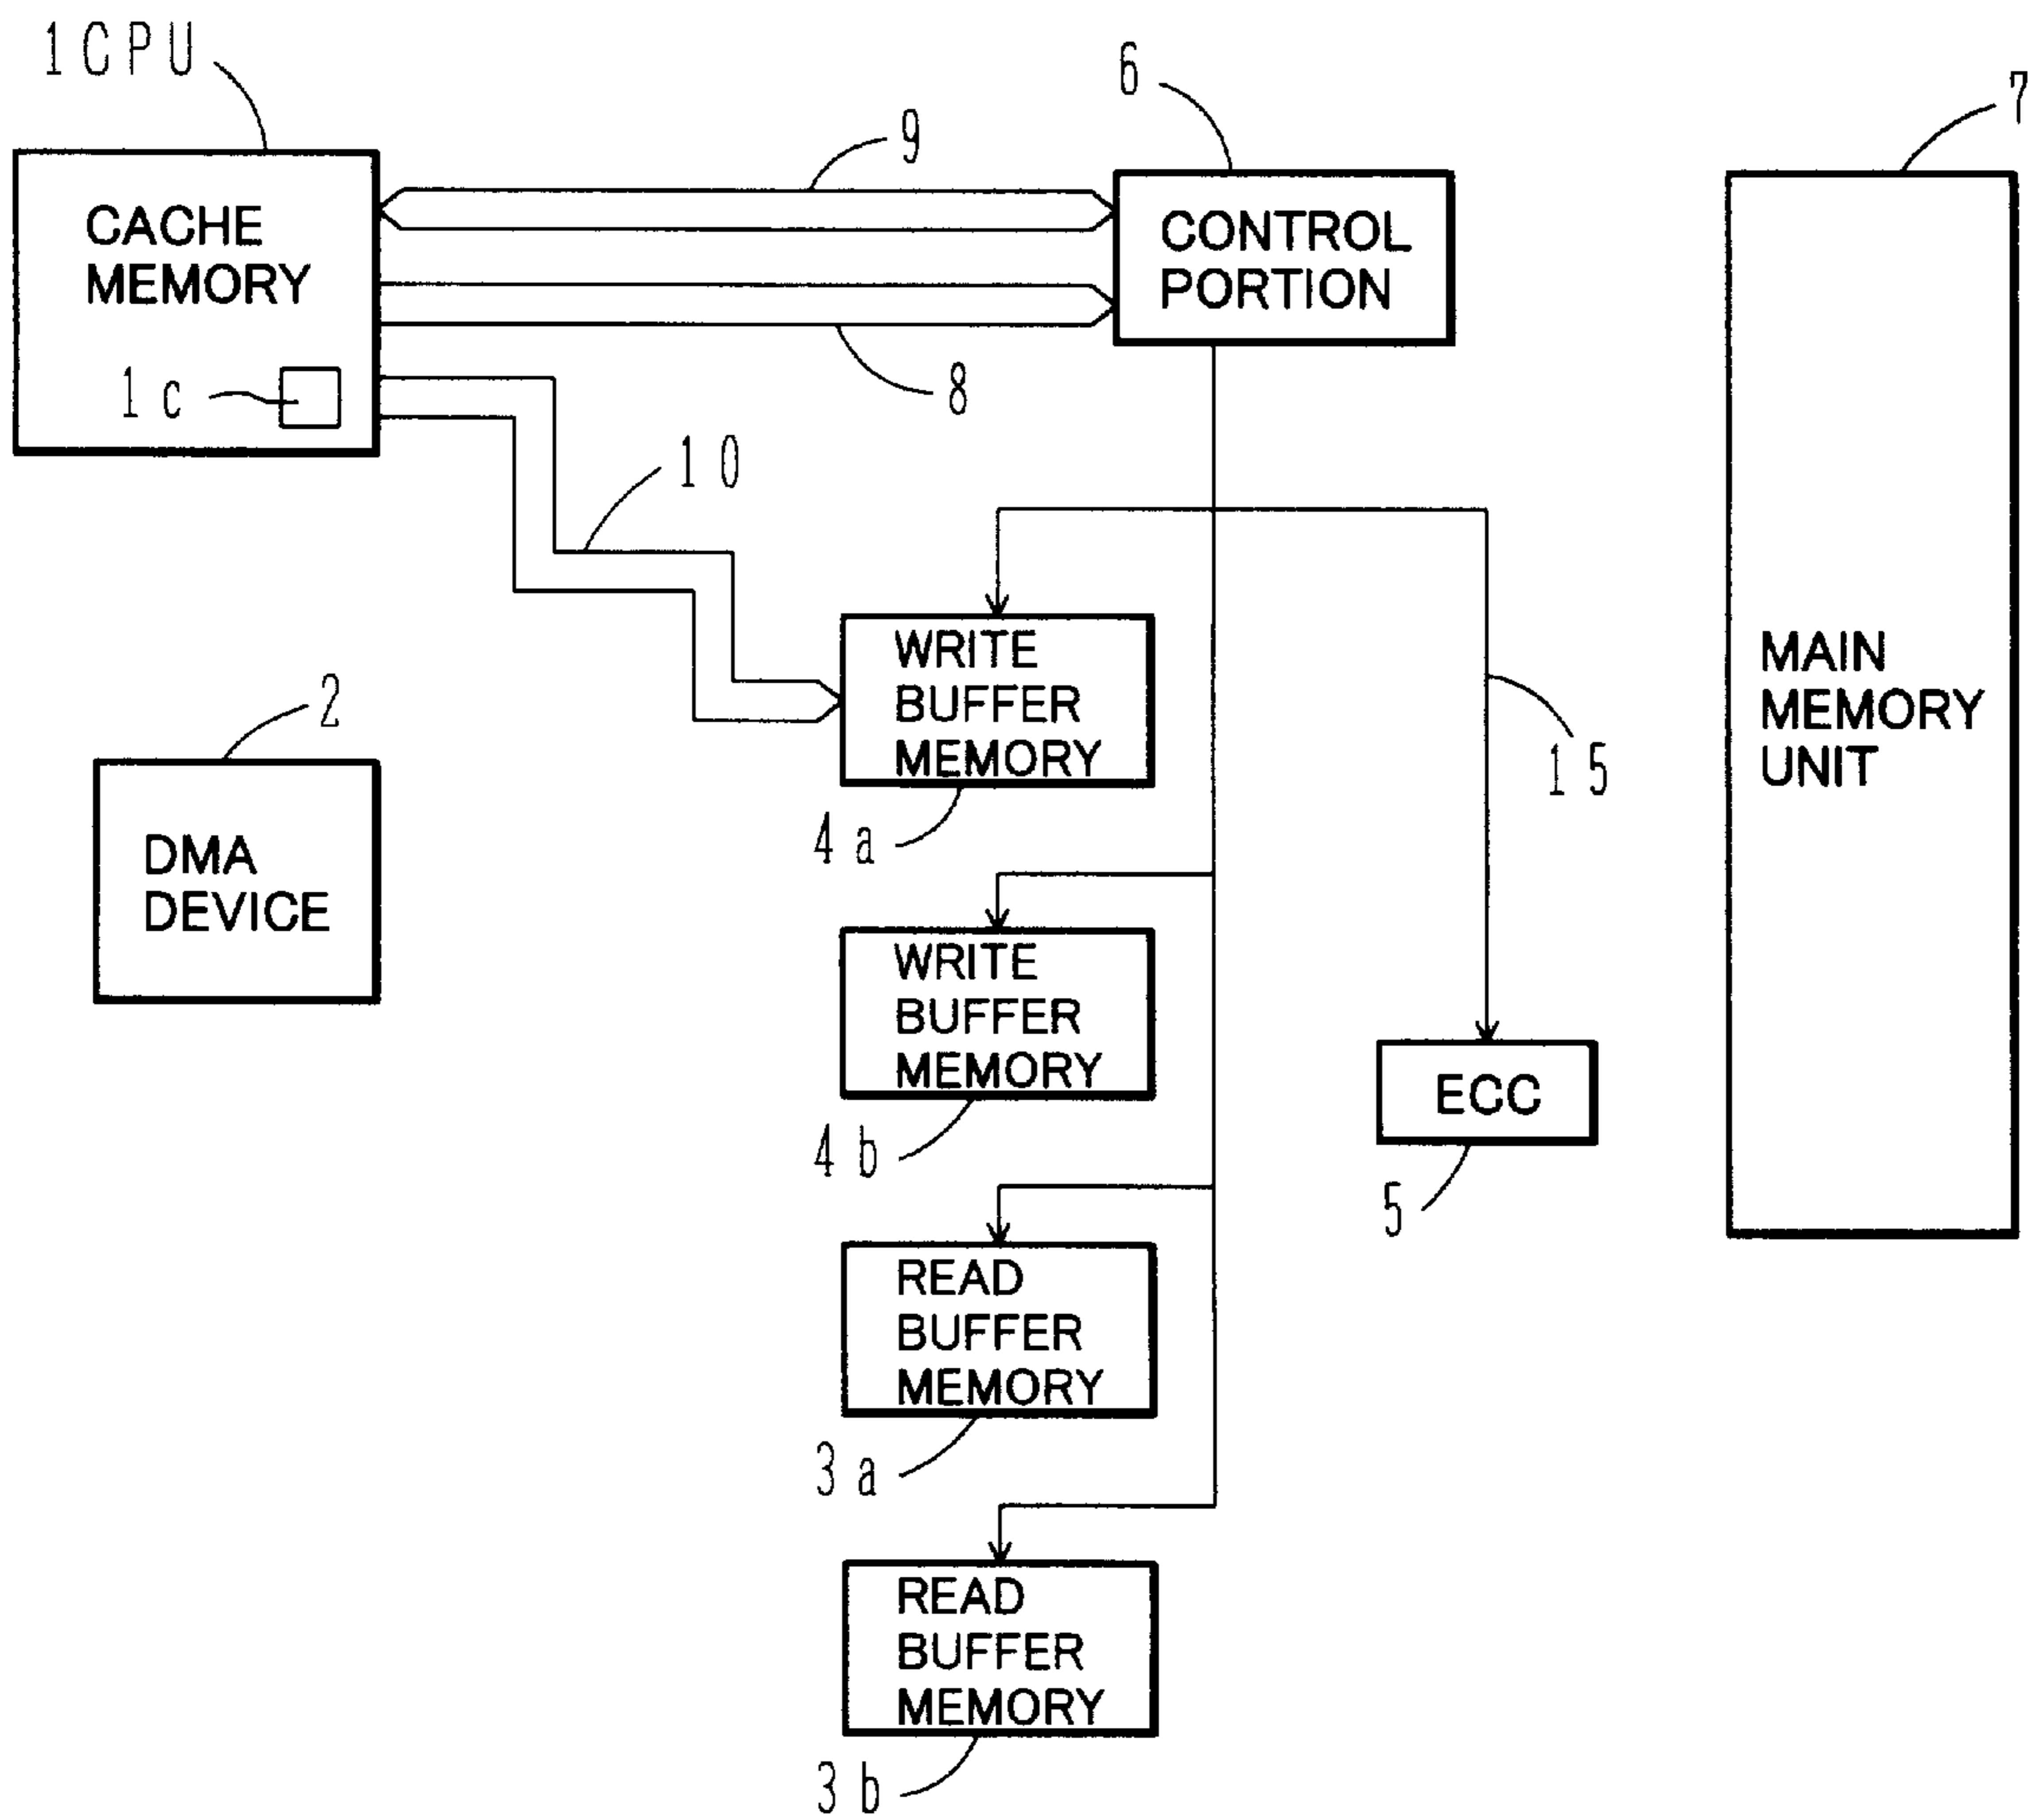 1CPU
6
7
9
CACHE
MEMORY
CONTROL
PORTION
1c
8
10
WRITE
BUFFER
MEMORY
MAIN
MEMORY
UNIT
2
15
4a
DMA
DEVICE
WRITE
BUFFER
MEMORY
ECC
4b
5
READ
BUFFER
MEMORY
3a
READ
BUFFER
MEMORY
3b